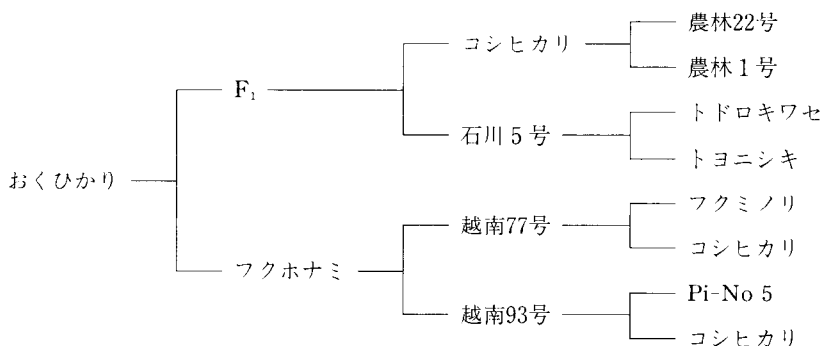 農林22号
コシヒカリ
農林1号
F₁
トドロキワセ
石川5号
トヨニシキ
おくひかり
フクミノリ
越南77号
コシヒカリ
フクホナミ
Pi-No 5
越南93号
コシヒカリ